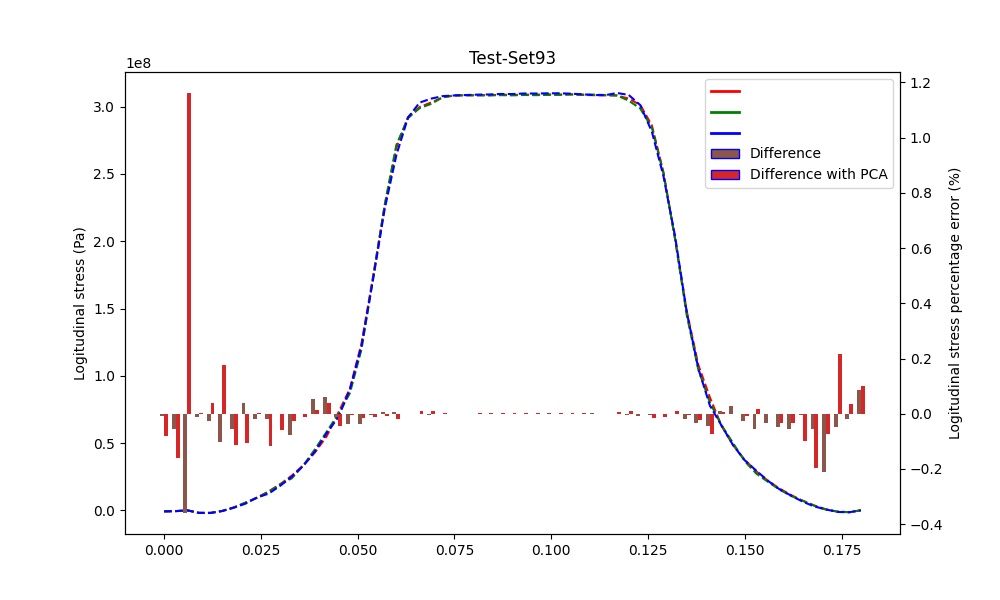 Test-Set93
1e8
Logitudinal stress (Pa)
3.0
2.5
2.0
1.5
1.0
0.5
0.0
0.000 0.025 0.050 0.075 0.100 0.125 0.150 0.175
1.2
1.0
0.8
0.6
0.4
0.2
0.0
−0.2
−0.4
Logitudinal stress percentage error (%)
Difference
Difference with PCA